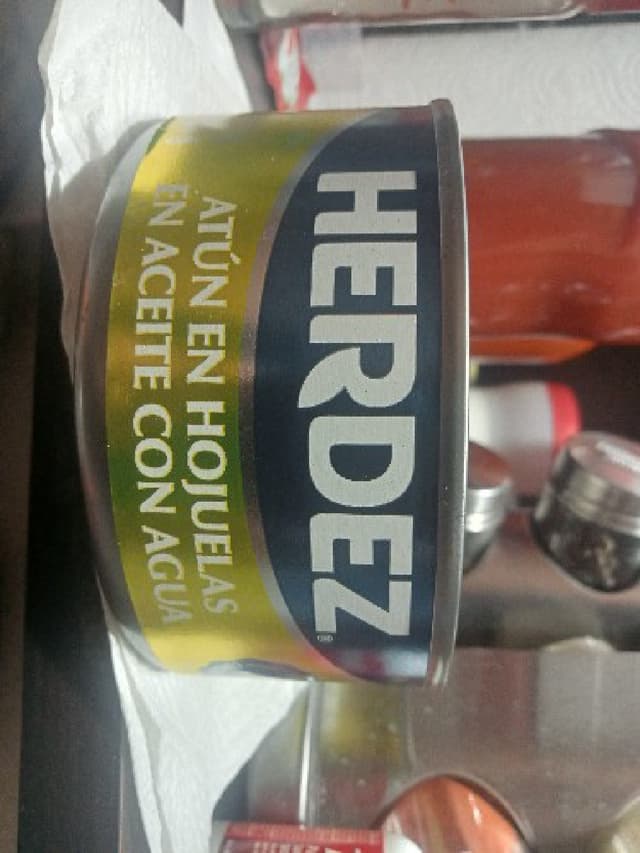 HERDEZ®
ATÚN EN HOJUELAS
EN ACEITE CON AGUA